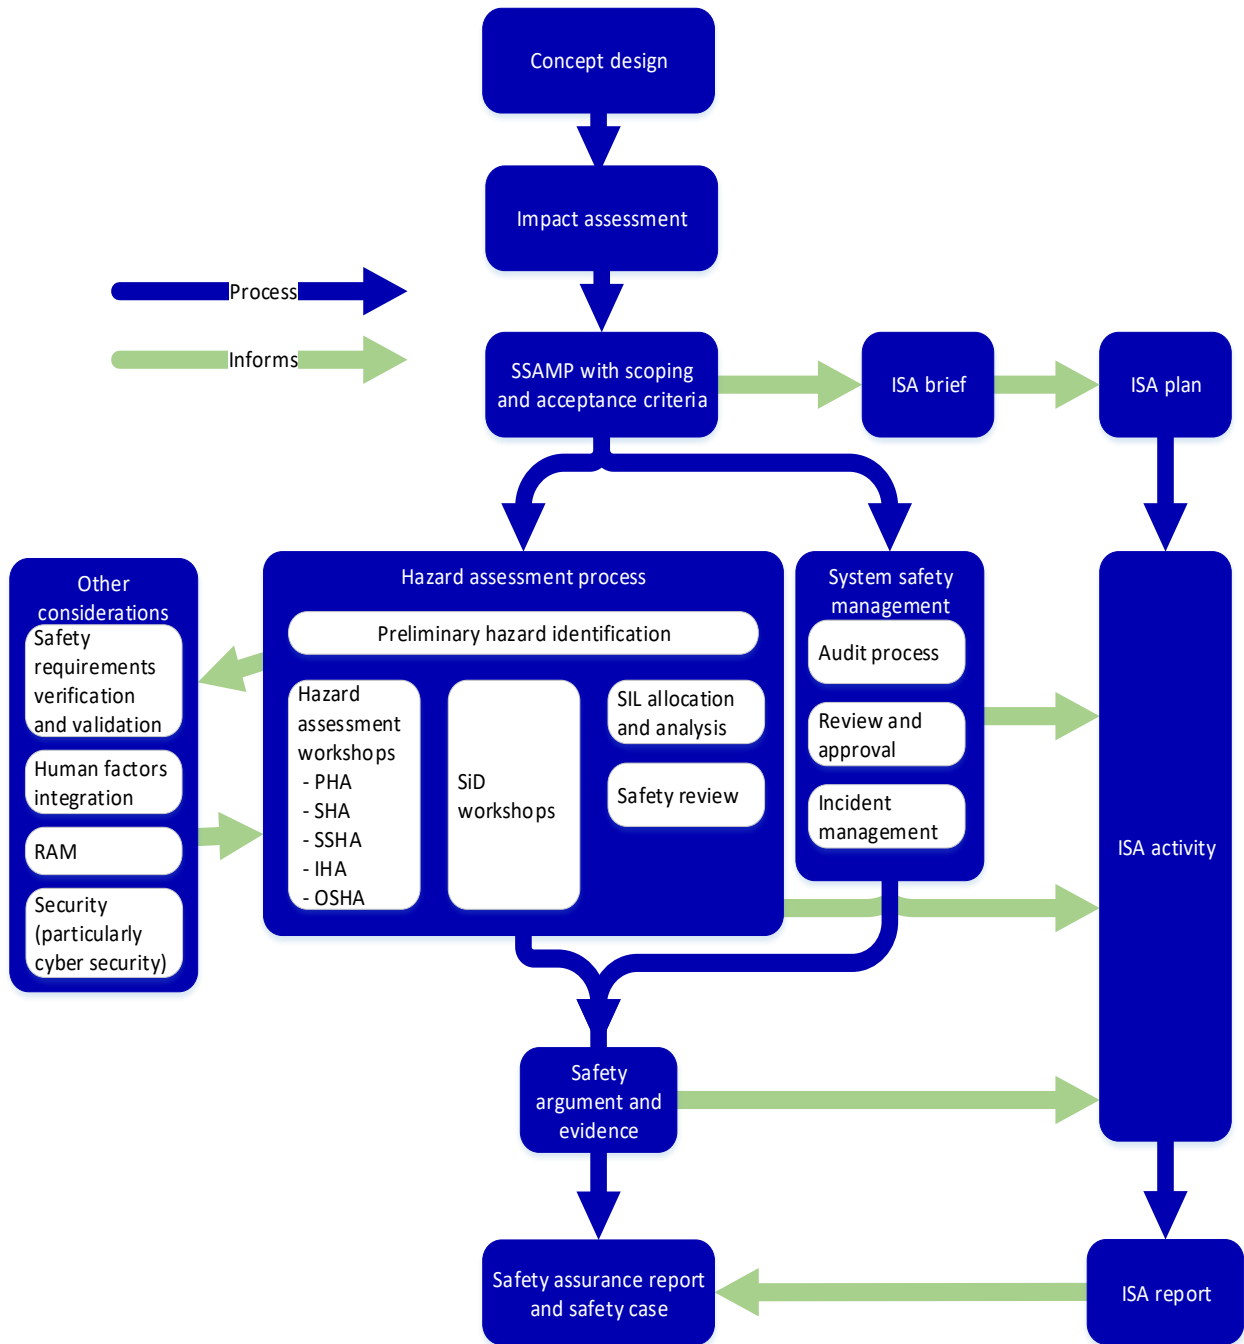 Concept design
Impact assessment
Process
Informs
SSAMP with scoping
and acceptance criteria
ISA brief
ISA plan
Other
considerations
Safety
requirements
verification
and validation
Human factors
integration
RAM
Security
(particularly
cyber security)
Hazard assessment process
Preliminary hazard identification
Hazard
assessment
workshops
- PHA
- SHA
- SSHA
- IHA
- OSHA
SiD
workshops
SIL allocation
and analysis
Safety review
System safety
management
Audit process
Review and
approval
Incident
management
ISA activity
Safety
argument and
evidence
Safety assurance report
and safety case
ISA report